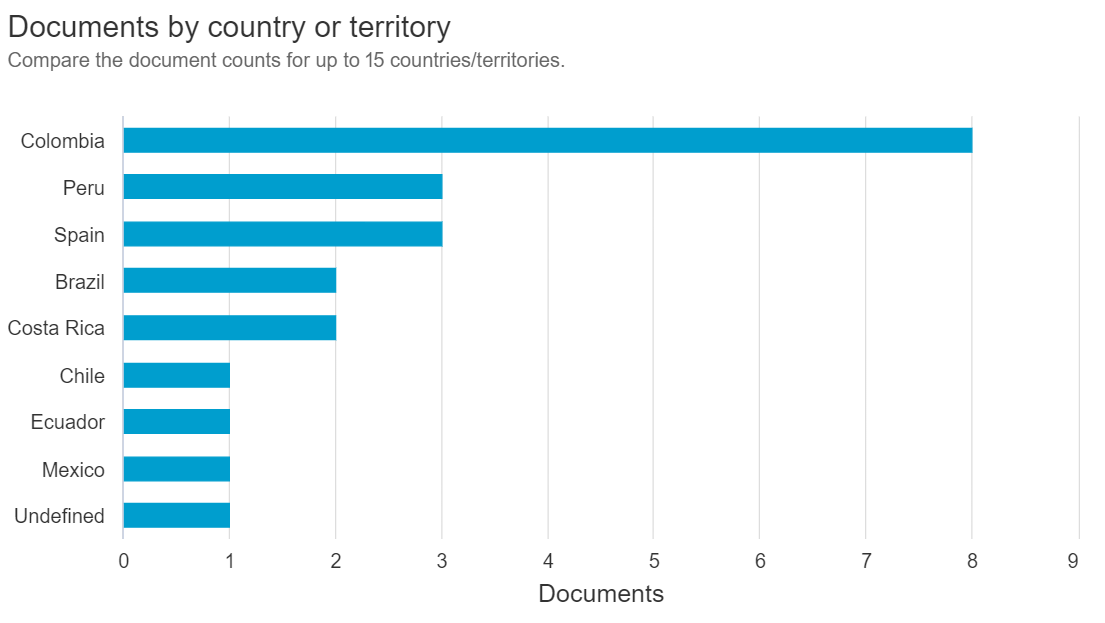 Documents by country or territory
Compare the document counts for up to 15 countries/territories.
Colombia
Peru
Spain
Brazil
Costa Rica
Chile
Ecuador
Mexico
Undefined
0 1 2 3 4 5 6 7 8 9
Documents